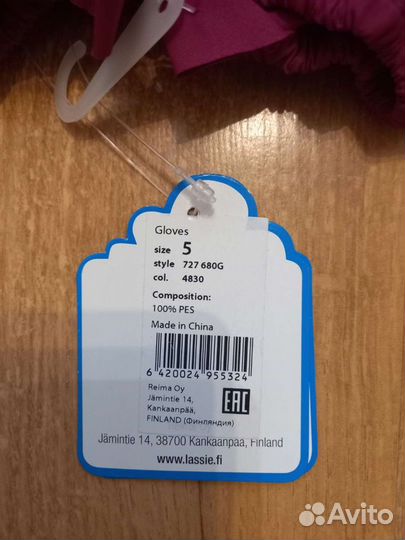 Gloves
size 5
style 727 680G
col. 4830
Composition:
100% PES
Made in China
6 420024 955324
Reima Oy
Jämintie 14,
Kankaanpää,
FINLAND (Финляндия)
EAC
Jämintie 14, 38700 Kankaanpää, Finland
www.lassie.fi
Avito